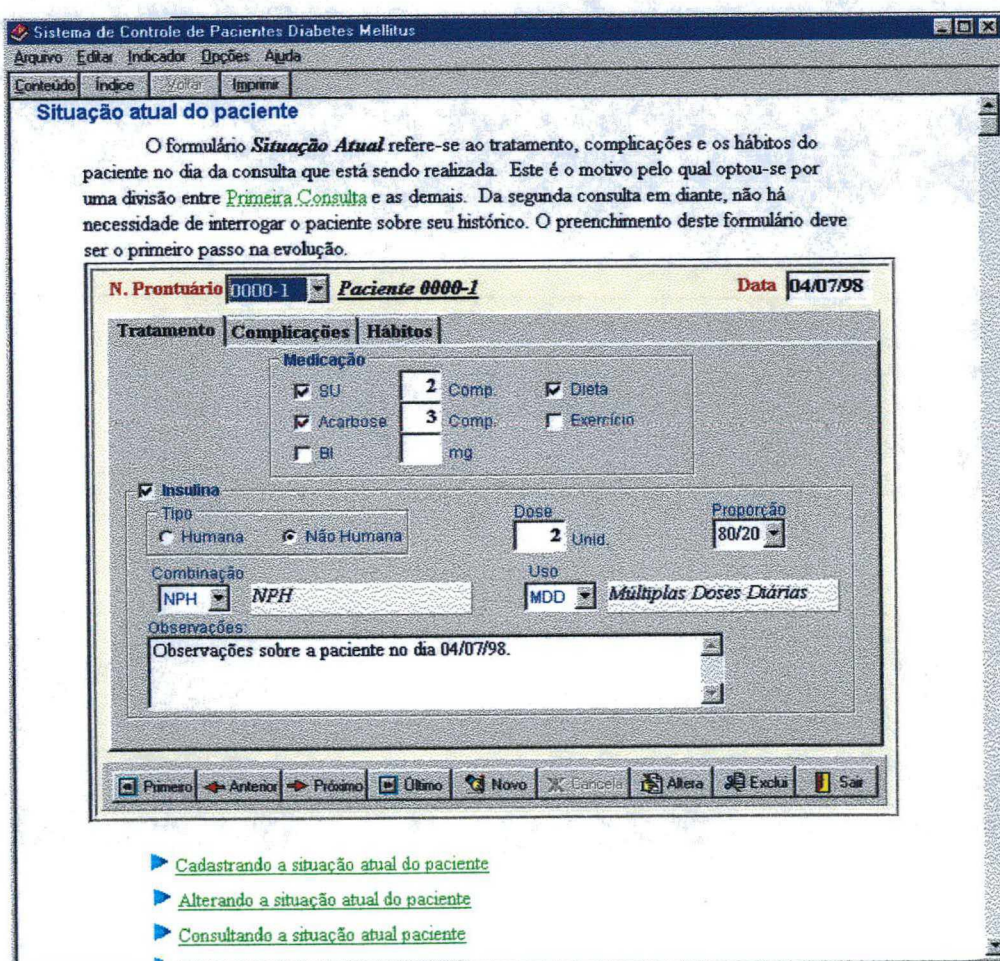 Sistema de Controle de Pacientes Diabetes Mellitus
Arquivo Editar Indicador Opções Ajuda
Conteúdo Índice Voltar Imprimir
Situação atual do paciente
O formulário Situação Atual refere-se ao tratamento, complicações e os hábitos do
paciente no dia da consulta que está sendo realizada. Este é o motivo pelo qual optou-se por
uma divisão entre Primeira Consulta e as demais. Da segunda consulta em diante, não há
necessidade de interrogar o paciente sobre seu histórico. O preenchimento deste formulário deve
ser o primeiro passo na evolução.
N. Prontuário 0000-1 Paciente 0000-1 Data 04/07/98
Tratamento Complicações Hábitos
Medicação
SU 2 Comp. Dieta
Acarbose 3 Comp. Exercício
BI mg
Insulina
Tipo Dose Proporção
Humana Não Humana 2 Unid. 80/20
Combinação Uso
NPH NPH MDD Múltiplas Doses Diárias
Observações:
Observações sobre a paciente no dia 04/07/98.
Primeiro Anterior Próximo Último Novo Cancela Altera Exclui Sair
Cadastrando a situação atual do paciente
Alterando a situação atual do paciente
Consultando a situação atual paciente